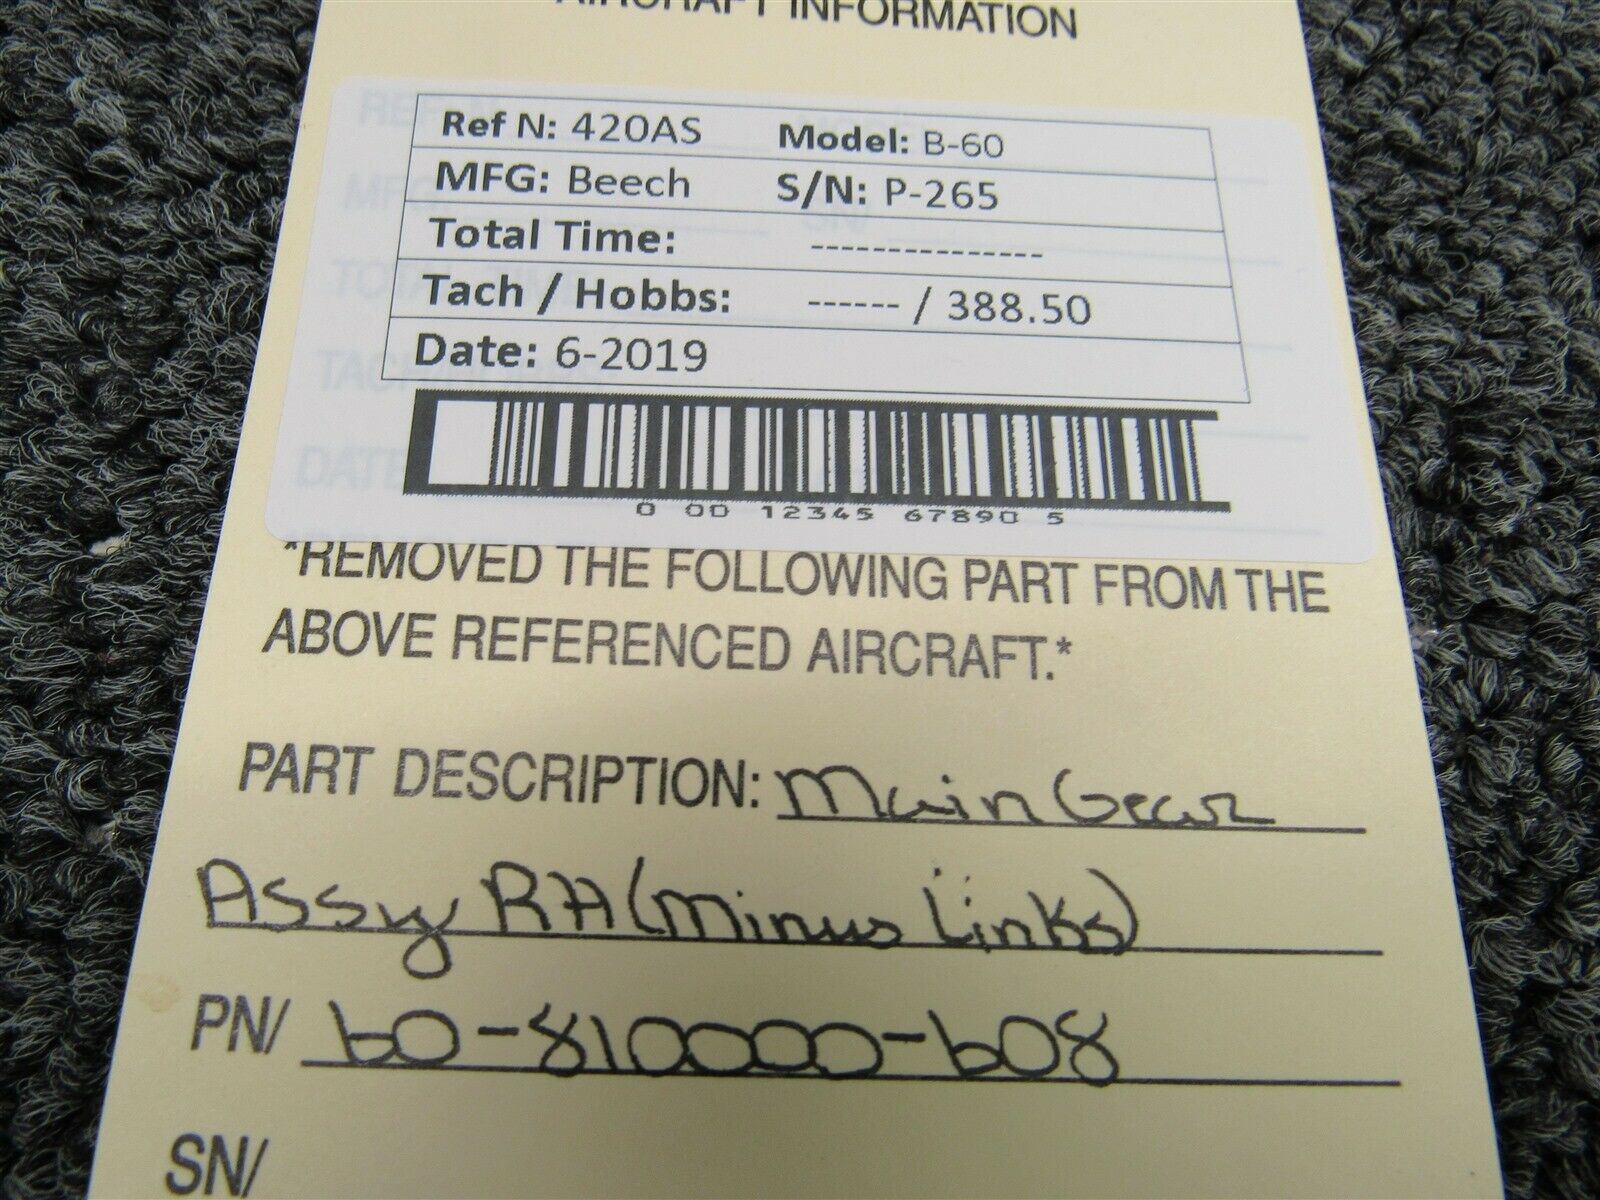 AIRCRAFT INFORMATION
Ref N: 420AS Model: B-60
MFG: Beech S/N: P-265
Total Time: ---------------
Tach / Hobbs: ------ / 388.50
Date: 6-2019
0 00 12345 67890 5
*REMOVED THE FOLLOWING PART FROM THE
ABOVE REFERENCED AIRCRAFT.*
PART DESCRIPTION: Main Gear
Assy RH (Minus Links)
PN/ 60-810000-608
SN/